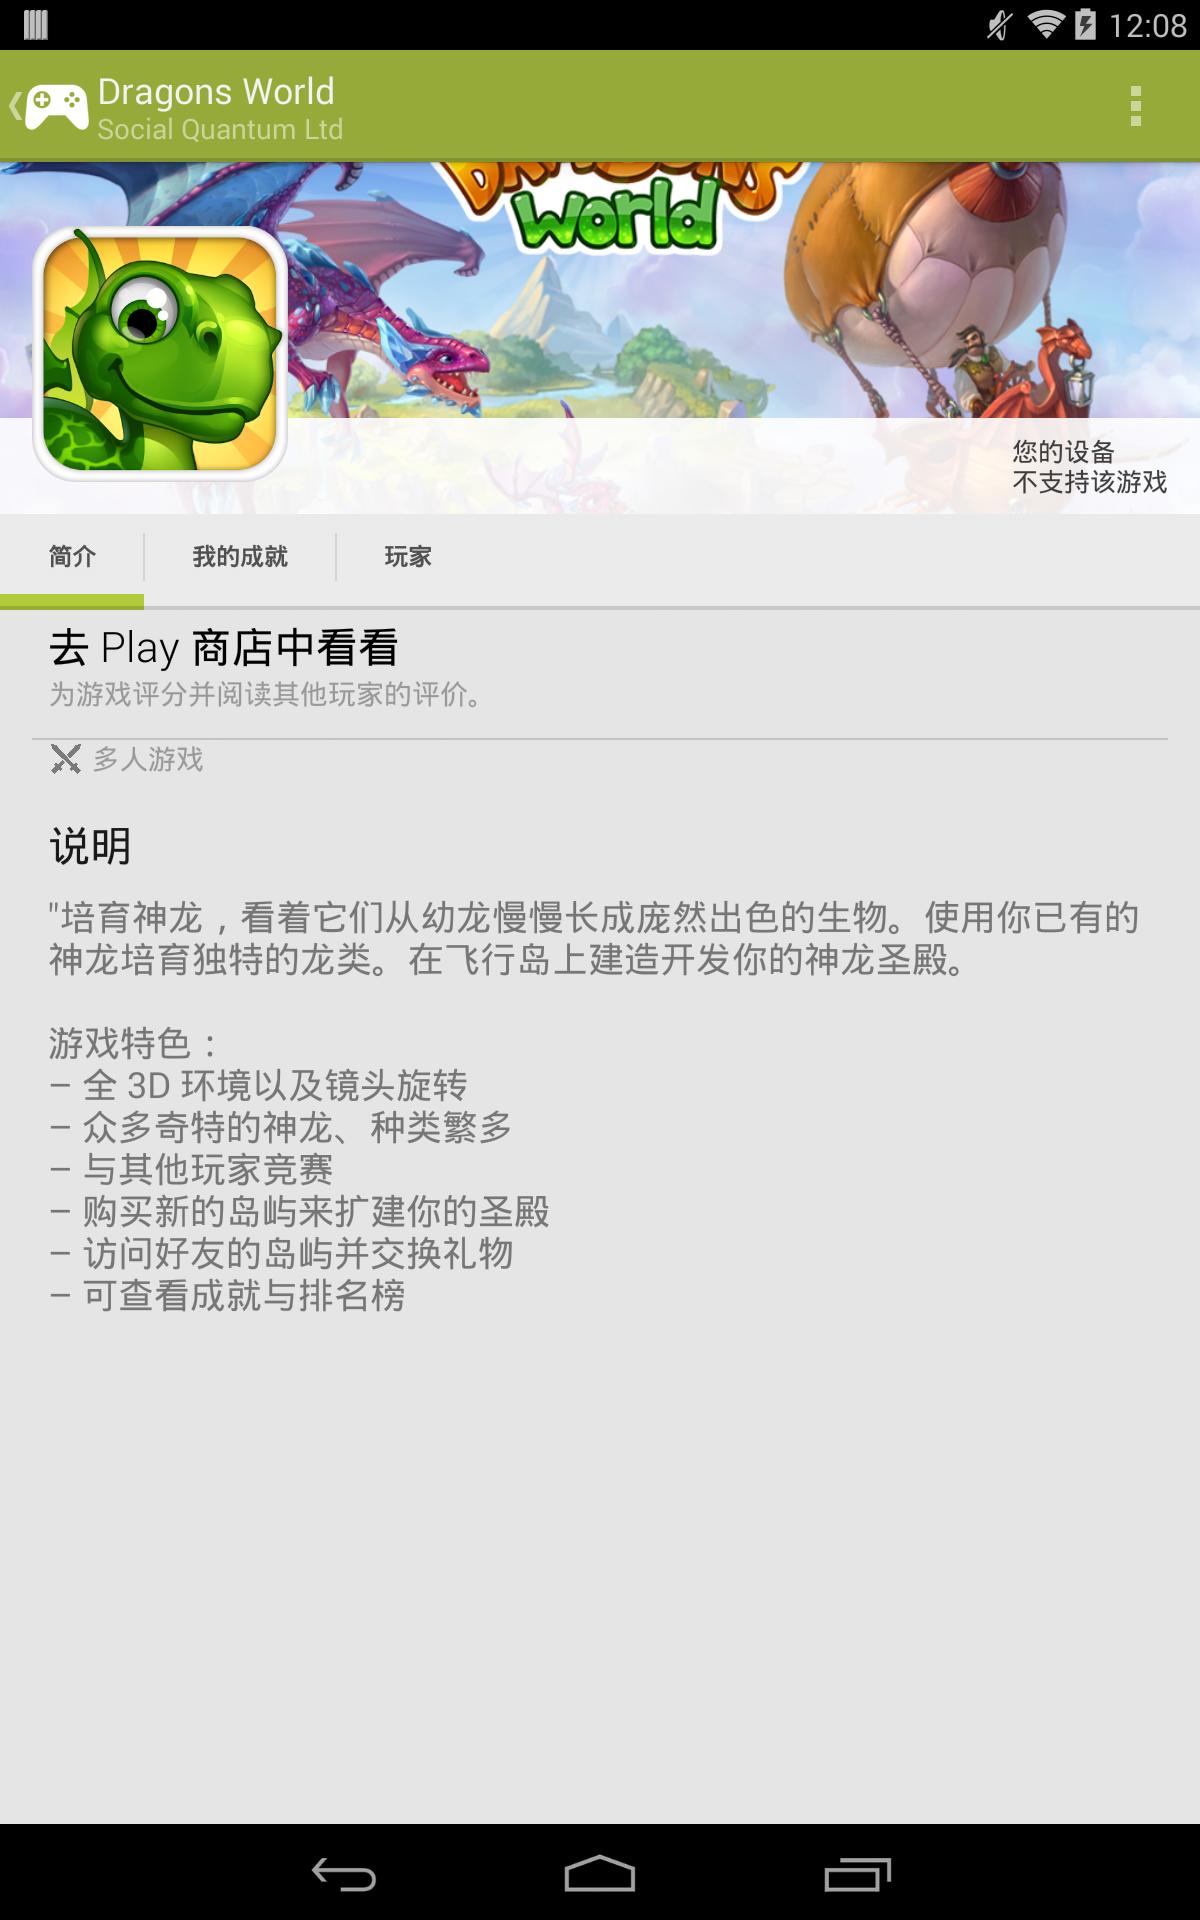 12:08
Dragons World
Social Quantum Ltd
DRAGONS
World
您的设备
不支持该游戏
简介
我的成就
玩家
去 Play 商店中看看
为游戏评分并阅读其他玩家的评价。
多人游戏
说明
"培育神龙，看着它们从幼龙慢慢长成庞然出色的生物。使用你已有的
神龙培育独特的龙类。在飞行岛上建造开发你的神龙圣殿。
游戏特色：
– 全 3D 环境以及镜头旋转
– 众多奇特的神龙、种类繁多
– 与其他玩家竞赛
– 购买新的岛屿来扩建你的圣殿
– 访问好友的岛屿并交换礼物
– 可查看成就与排名榜